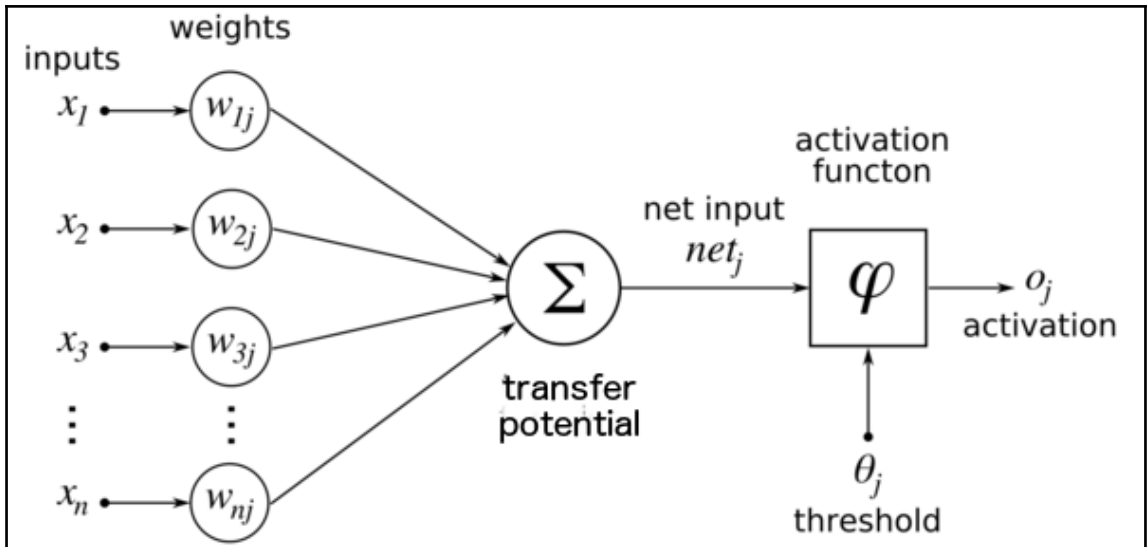 weights
inputs
x1
w1j
x2
w2j
x3
w3j
⋮ ⋮
xn
wnj
Σ
transfer
potential
net input
netj
activation
functon
φ
oj
activation
θj
threshold